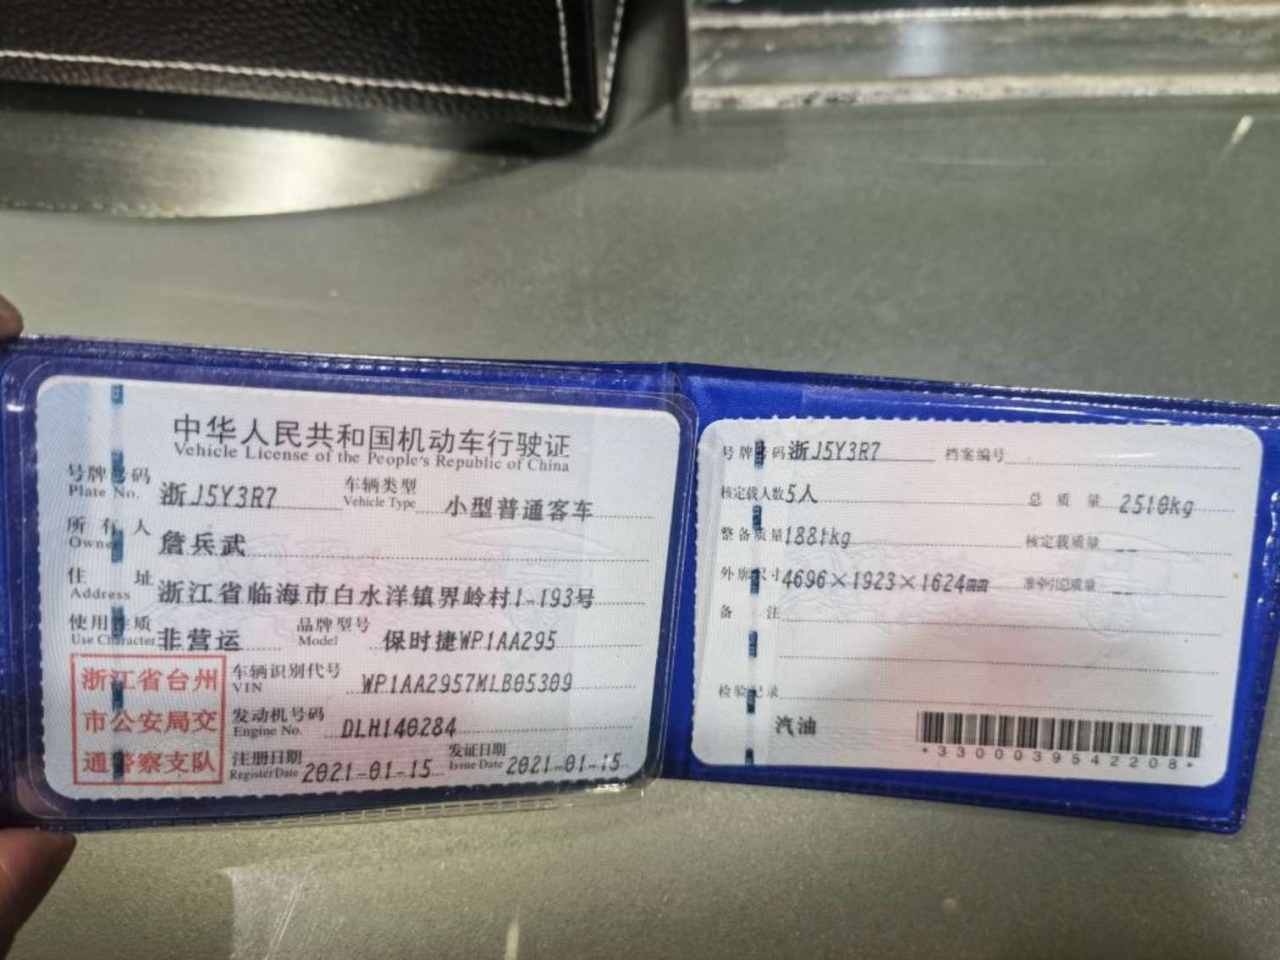 中华人民共和国机动车行驶证
Vehicle License of the People's Republic of China
号牌号码 浙J5Y3R7 车辆类型 小型普通客车
Plate No. Vehicle Type
所有人 詹兵武
Owner
住址 浙江省临海市白水洋镇界岭村1-193号
Address
使用性质 非营运 品牌型号 保时捷WP1AA295
Use Character Model
浙江省台州
市公安局交
通警察支队
车辆识别代号 WP1AA2957MLB05309
VIN
发动机号码 DLH140284
Engine No.
注册日期 2021-01-15 发证日期 2021-01-15
Register Date Issue Date
号牌号码 浙J5Y3R7 档案编号
核定载人数 5人 总质量 2510kg
整备质量 1881kg 核定载质量 --
外廓尺寸 4696×1923×1624mm 准牵引总质量 --
备注
检验记录
汽油
*3300039542208*